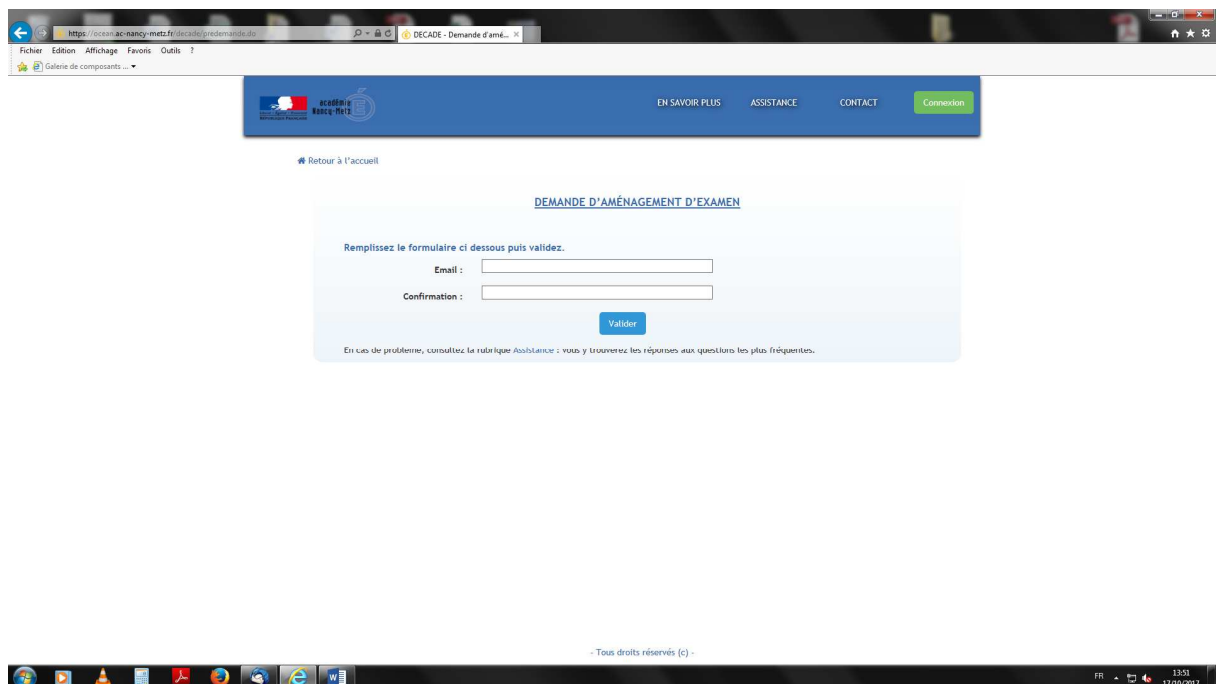 https://ocean.ac-nancy-metz.fr/decade/predemande.do
DECADE - Demande d'amé...
Fichier Edition Affichage Favoris Outils ?
Galerie de composants ...
académie
Nancy-Metz
EN SAVOIR PLUS ASSISTANCE CONTACT Connexion
Retour à l'accueil
DEMANDE D'AMÉNAGEMENT D'EXAMEN
Remplissez le formulaire ci dessous puis validez.
Email :
Confirmation :
Valider
En cas de problème, consultez la rubrique Assistance : vous y trouverez les réponses aux questions les plus fréquentes.
- Tous droits réservés (c) -
FR 13:51
17/10/2017